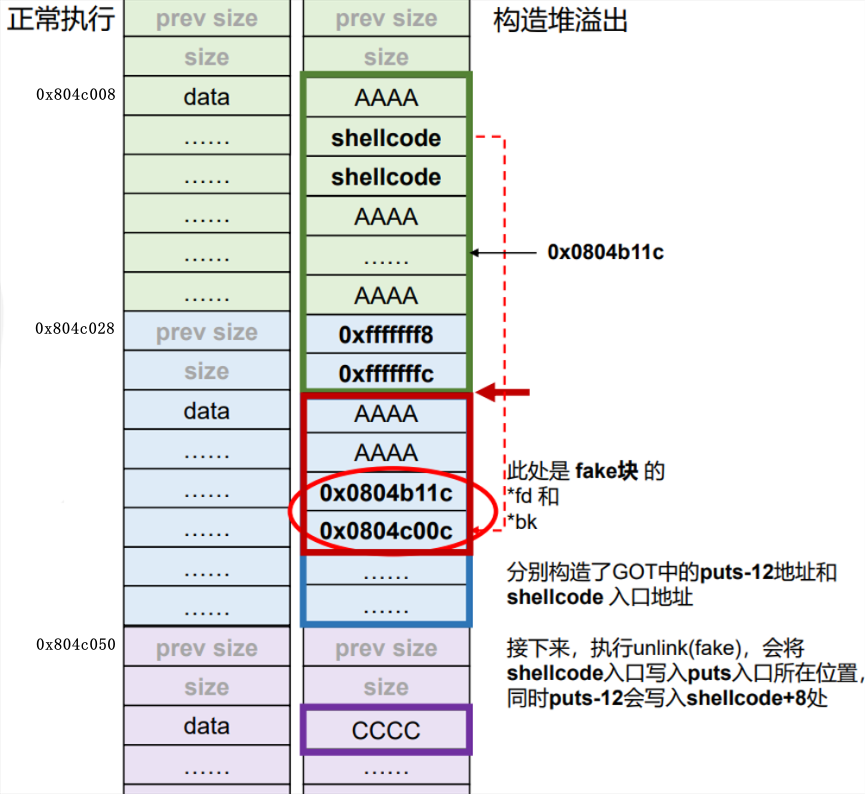 正常执行
构造堆溢出
prev size
prev size
size
size
0x804c008
data
AAAA
......
shellcode
......
shellcode
......
AAAA
......
......
0x0804b11c
......
AAAA
0x804c028
prev size
0xfffffff8
size
0xfffffffc
data
AAAA
......
AAAA
......
0x0804b11c
......
0x0804c00c
此处是 fake块 的
*fd 和
*bk
......
......
......
......
分别构造了GOT中的puts-12地址和
shellcode 入口地址
0x804c050
prev size
prev size
size
size
data
CCCC
......
......
接下来，执行unlink(fake)，会将
shellcode入口写入puts入口所在位置，
同时puts-12会写入shellcode+8处